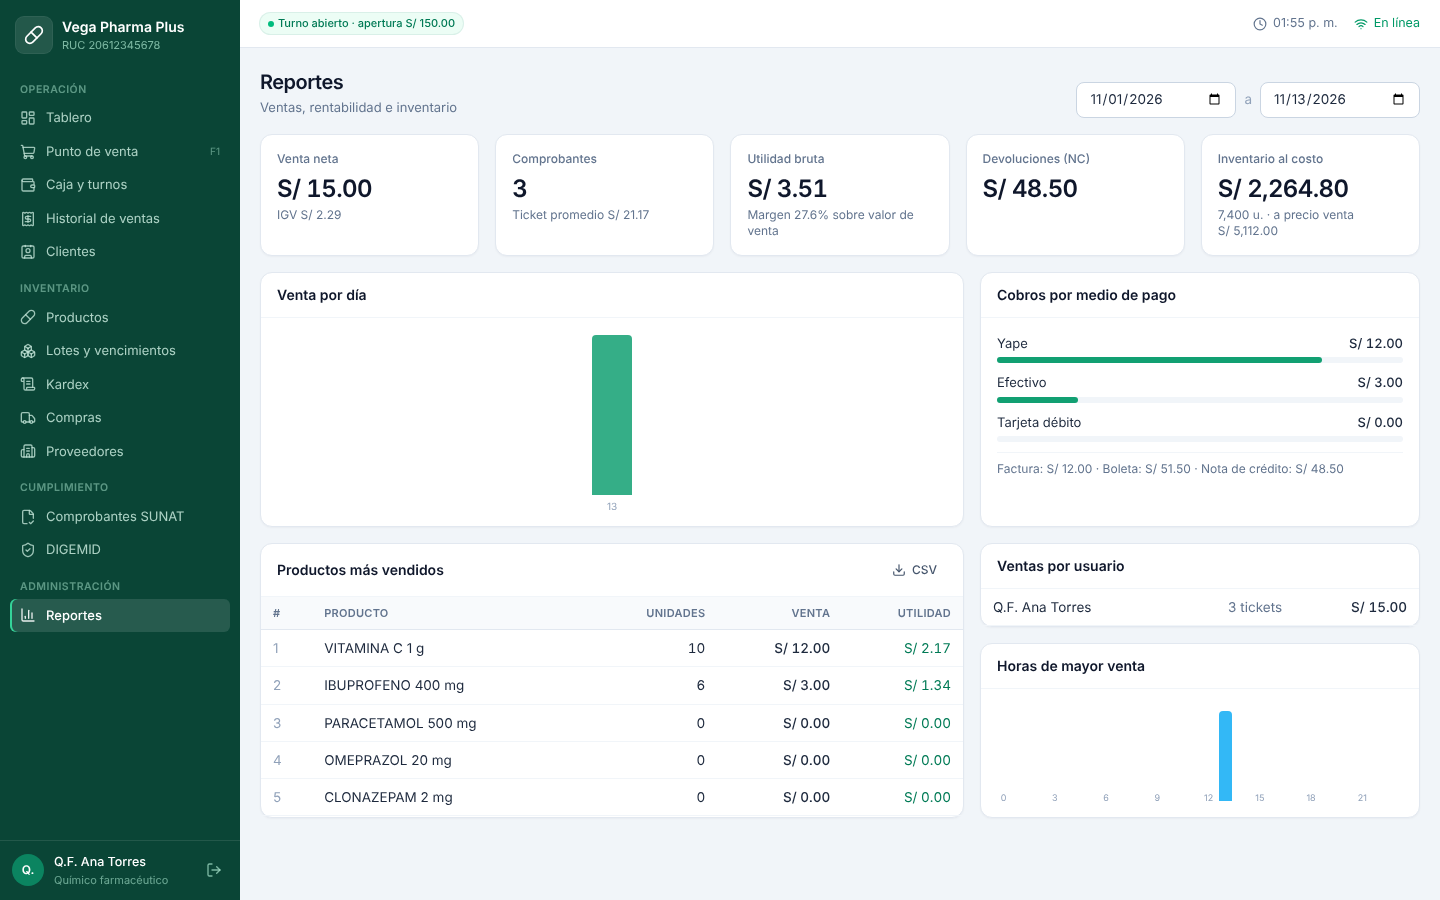 Vega Pharma Plus
RUC 20612345678
OPERACIÓN
Tablero
Punto de venta F1
Caja y turnos
Historial de ventas
Clientes
INVENTARIO
Productos
Lotes y vencimientos
Kardex
Compras
Proveedores
CUMPLIMIENTO
Comprobantes SUNAT
DIGEMID
ADMINISTRACIÓN
Reportes
Q.
Q.F. Ana Torres
Químico farmacéutico
Turno abierto · apertura S/ 150.00
01:55 p. m. En línea
Reportes
Ventas, rentabilidad e inventario
11/01/2026 a 11/13/2026
Venta neta
S/ 15.00
IGV S/ 2.29
Comprobantes
3
Ticket promedio S/ 21.17
Utilidad bruta
S/ 3.51
Margen 27.6% sobre valor de
venta
Devoluciones (NC)
S/ 48.50
Inventario al costo
S/ 2,264.80
7,400 u. · a precio venta
S/ 5,112.00
Venta por día
13
Cobros por medio de pago
Yape S/ 12.00
Efectivo S/ 3.00
Tarjeta débito S/ 0.00
Factura: S/ 12.00 · Boleta: S/ 51.50 · Nota de crédito: S/ 48.50
Productos más vendidos CSV
# PRODUCTO UNIDADES VENTA UTILIDAD
1 VITAMINA C 1 g 10 S/ 12.00 S/ 2.17
2 IBUPROFENO 400 mg 6 S/ 3.00 S/ 1.34
3 PARACETAMOL 500 mg 0 S/ 0.00 S/ 0.00
4 OMEPRAZOL 20 mg 0 S/ 0.00 S/ 0.00
5 CLONAZEPAM 2 mg 0 S/ 0.00 S/ 0.00
Ventas por usuario
Q.F. Ana Torres 3 tickets S/ 15.00
Horas de mayor venta
0 3 6 9 12 15 18 21